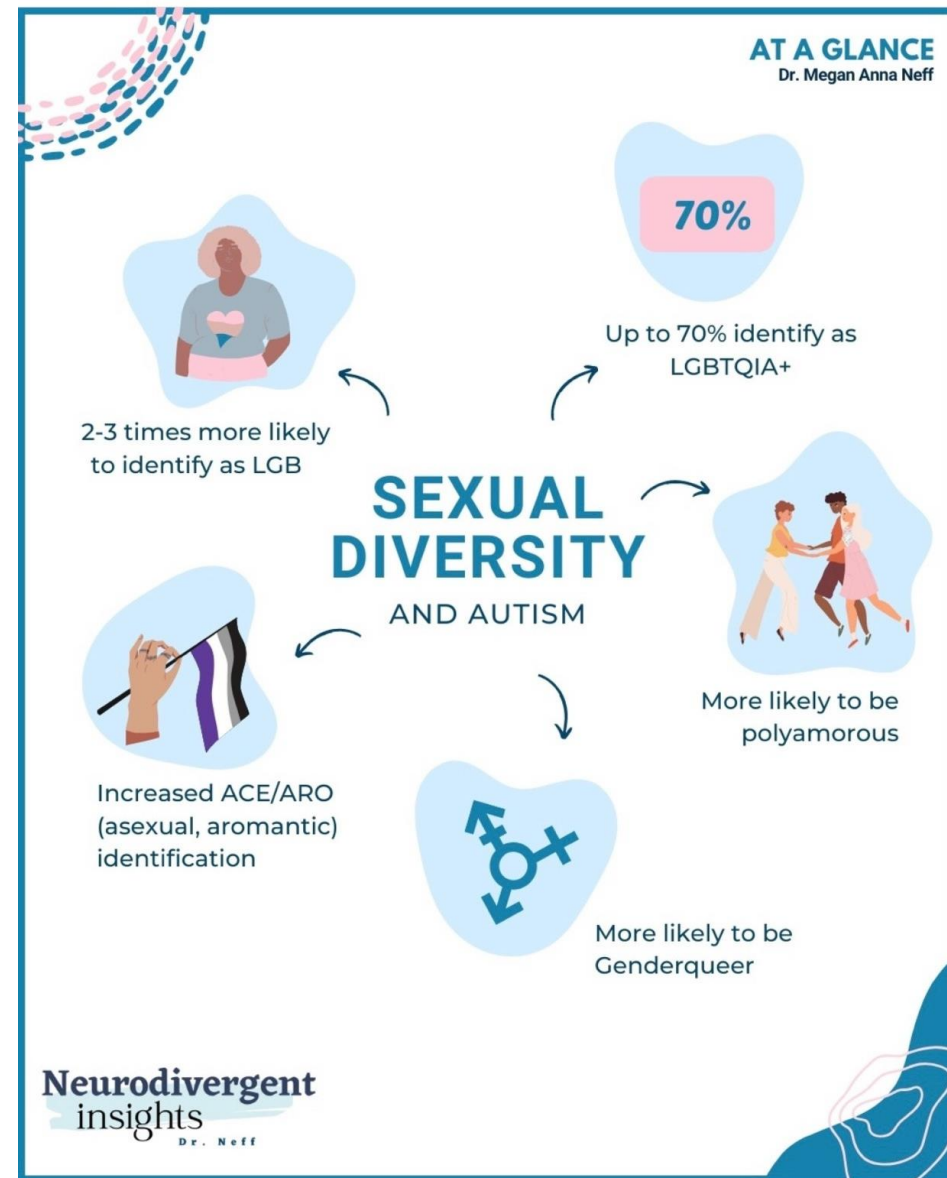 AT A GLANCE
Dr. Megan Anna Neff
70%
Up to 70% identify as
LGBTQIA+
2-3 times more likely
to identify as LGB
SEXUAL
DIVERSITY
AND AUTISM
More likely to be
polyamorous
Increased ACE/ARO
(asexual, aromantic)
identification
More likely to be
Genderqueer
Neurodivergent
insights
Dr. Neff